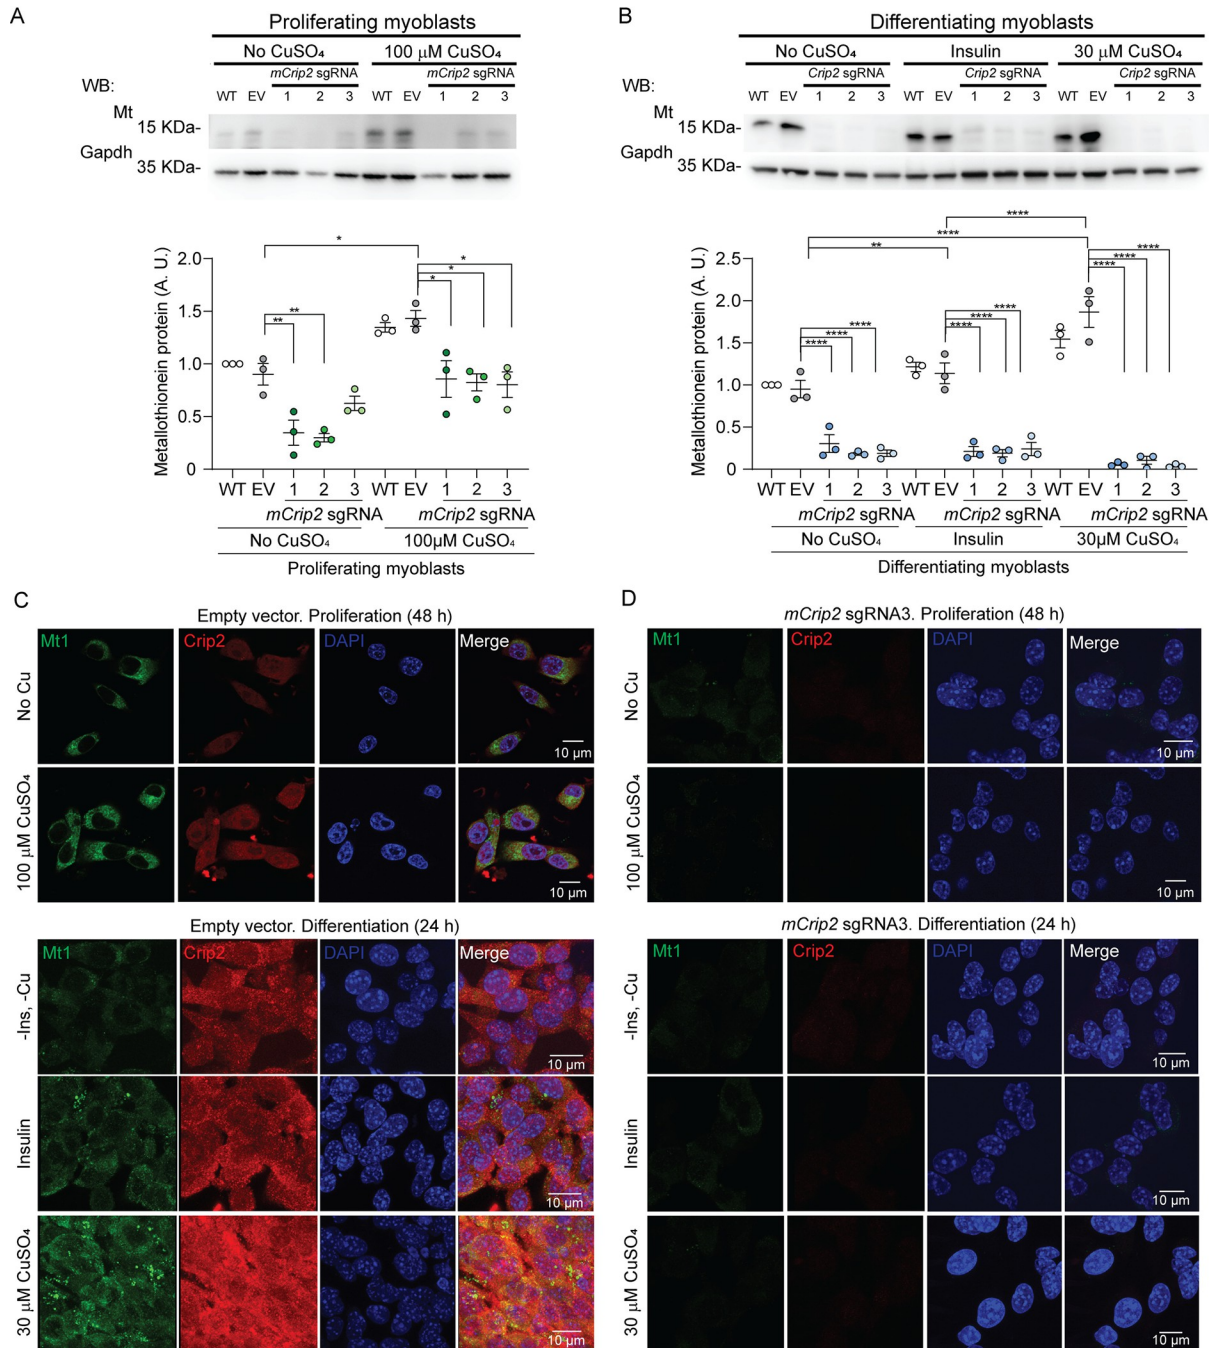 A
Proliferating myoblasts
No CuSO₄ 100 µM CuSO₄
mCrip2 sgRNA mCrip2 sgRNA
WB:
WT EV 1 2 3 WT EV 1 2 3
Mt
15 KDa-
Gapdh
35 KDa-
Metallothionein protein (A. U.)
2.0
1.5
1.0
0.5
0
*
*
*
*
**
**
WT EV 1 2 3 WT EV 1 2 3
mCrip2 sgRNA mCrip2 sgRNA
No CuSO₄ 100µM CuSO₄
Proliferating myoblasts
B
Differentiating myoblasts
No CuSO₄ Insulin 30 µM CuSO₄
Crip2 sgRNA Crip2 sgRNA Crip2 sgRNA
WB:
WT EV 1 2 3 WT EV 1 2 3 WT EV 1 2 3
Mt
15 KDa-
Gapdh
35 KDa-
Metallothionein protein (A. U.)
2.5
2.0
1.5
1.0
0.5
0
****
****
**
****
****
****
****
****
****
****
****
****
WT EV 1 2 3 WT EV 1 2 3 WT EV 1 2 3
mCrip2 sgRNA mCrip2 sgRNA mCrip2 sgRNA
No CuSO₄ Insulin 30µM CuSO₄
Differentiating myoblasts
C
Empty vector. Proliferation (48 h)
Mt1 Crip2 DAPI Merge
No Cu
10 µm
100 µM CuSO₄
10 µm
Empty vector. Differentiation (24 h)
Mt1 Crip2 DAPI Merge
-Ins, -Cu
10 µm
Insulin
10 µm
30 µM CuSO₄
10 µm
D
mCrip2 sgRNA3. Proliferation (48 h)
Mt1 Crip2 DAPI Merge
No Cu
10 µm
100 µM CuSO₄
10 µm
mCrip2 sgRNA3. Differentiation (24 h)
Mt1 Crip2 DAPI Merge
-Ins, -Cu
10 µm
Insulin
10 µm
30 µM CuSO₄
10 µm